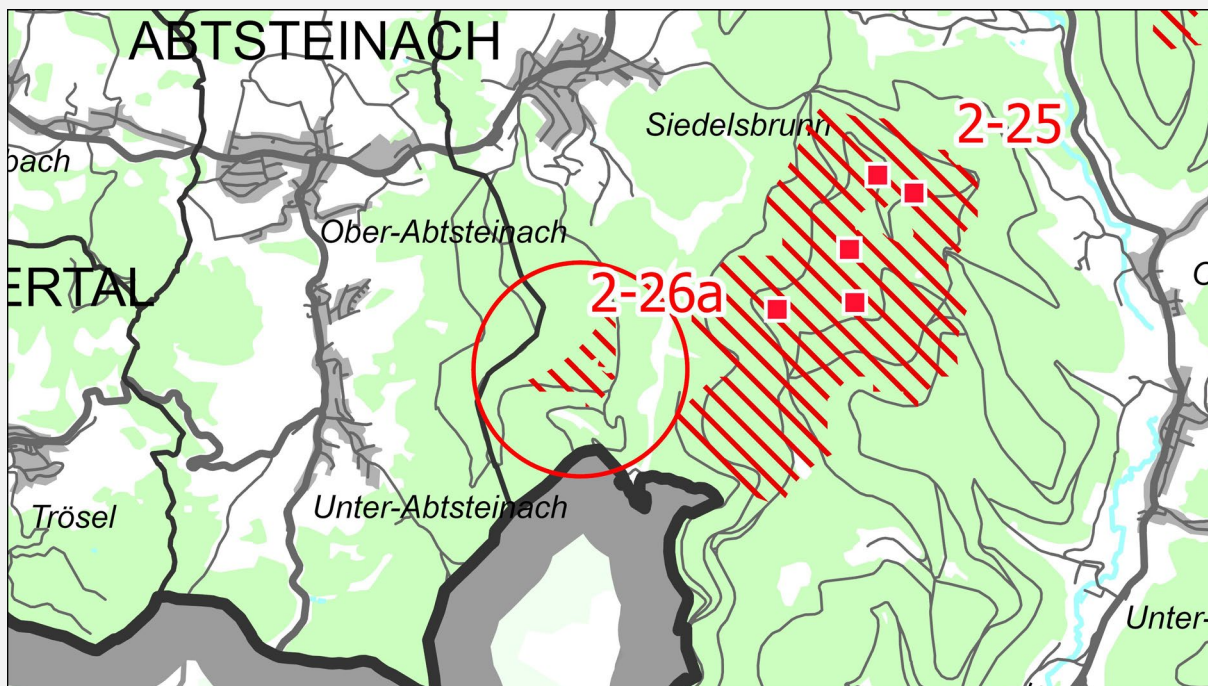 ABTSTEINACH
Siedelsbrunn
2-25
bach
Ober-Abtsteinach
ERTAL
2-26a
Trösel
Unter-Abtsteinach
Unter-